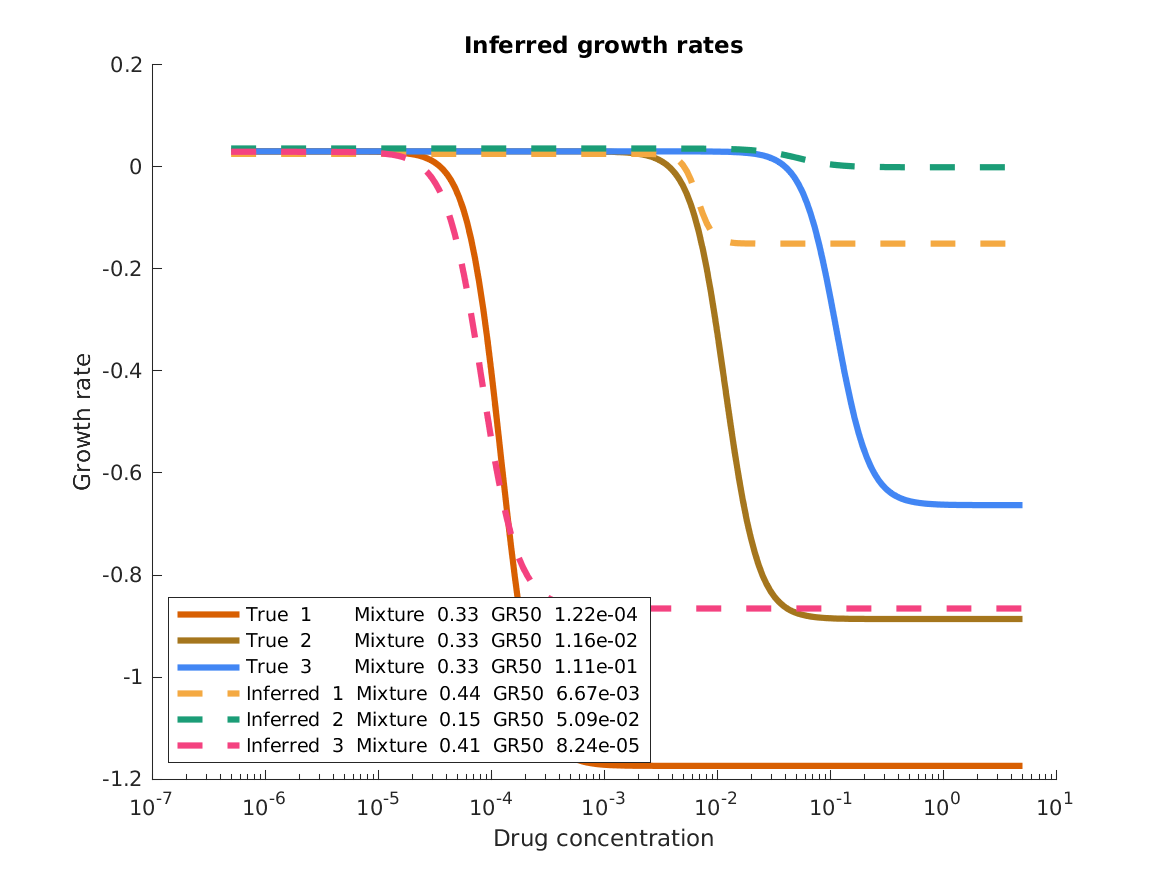 Inferred growth rates
0.2
0
-0.2
-0.4
-0.6
-0.8
-1
-1.2
Growth rate
True 1 Mixture 0.33 GR50 1.22e-04
True 2 Mixture 0.33 GR50 1.16e-02
True 3 Mixture 0.33 GR50 1.11e-01
Inferred 1 Mixture 0.44 GR50 6.67e-03
Inferred 2 Mixture 0.15 GR50 5.09e-02
Inferred 3 Mixture 0.41 GR50 8.24e-05
10^-7 10^-6 10^-5 10^-4 10^-3 10^-2 10^-1 10^0 10^1
Drug concentration